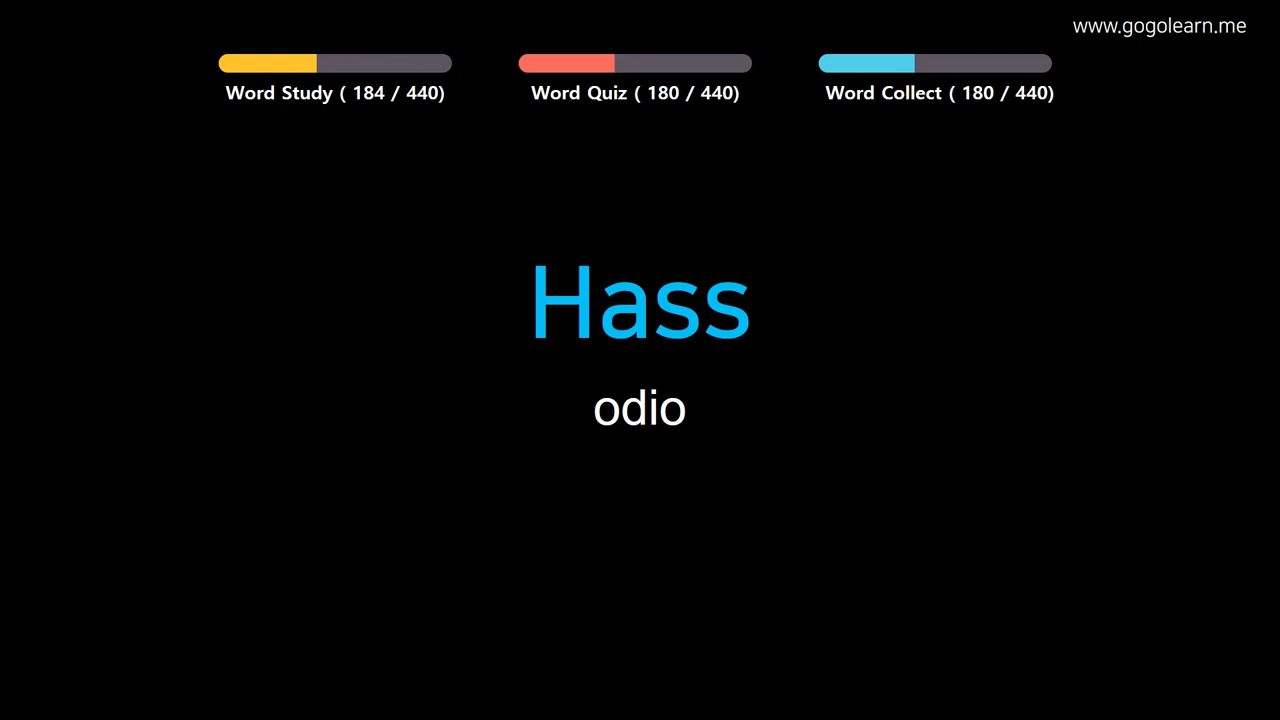 www.gogolearn.me
Word Study ( 184 / 440)
Word Quiz ( 180 / 440)
Word Collect ( 180 / 440)
Hass
odio